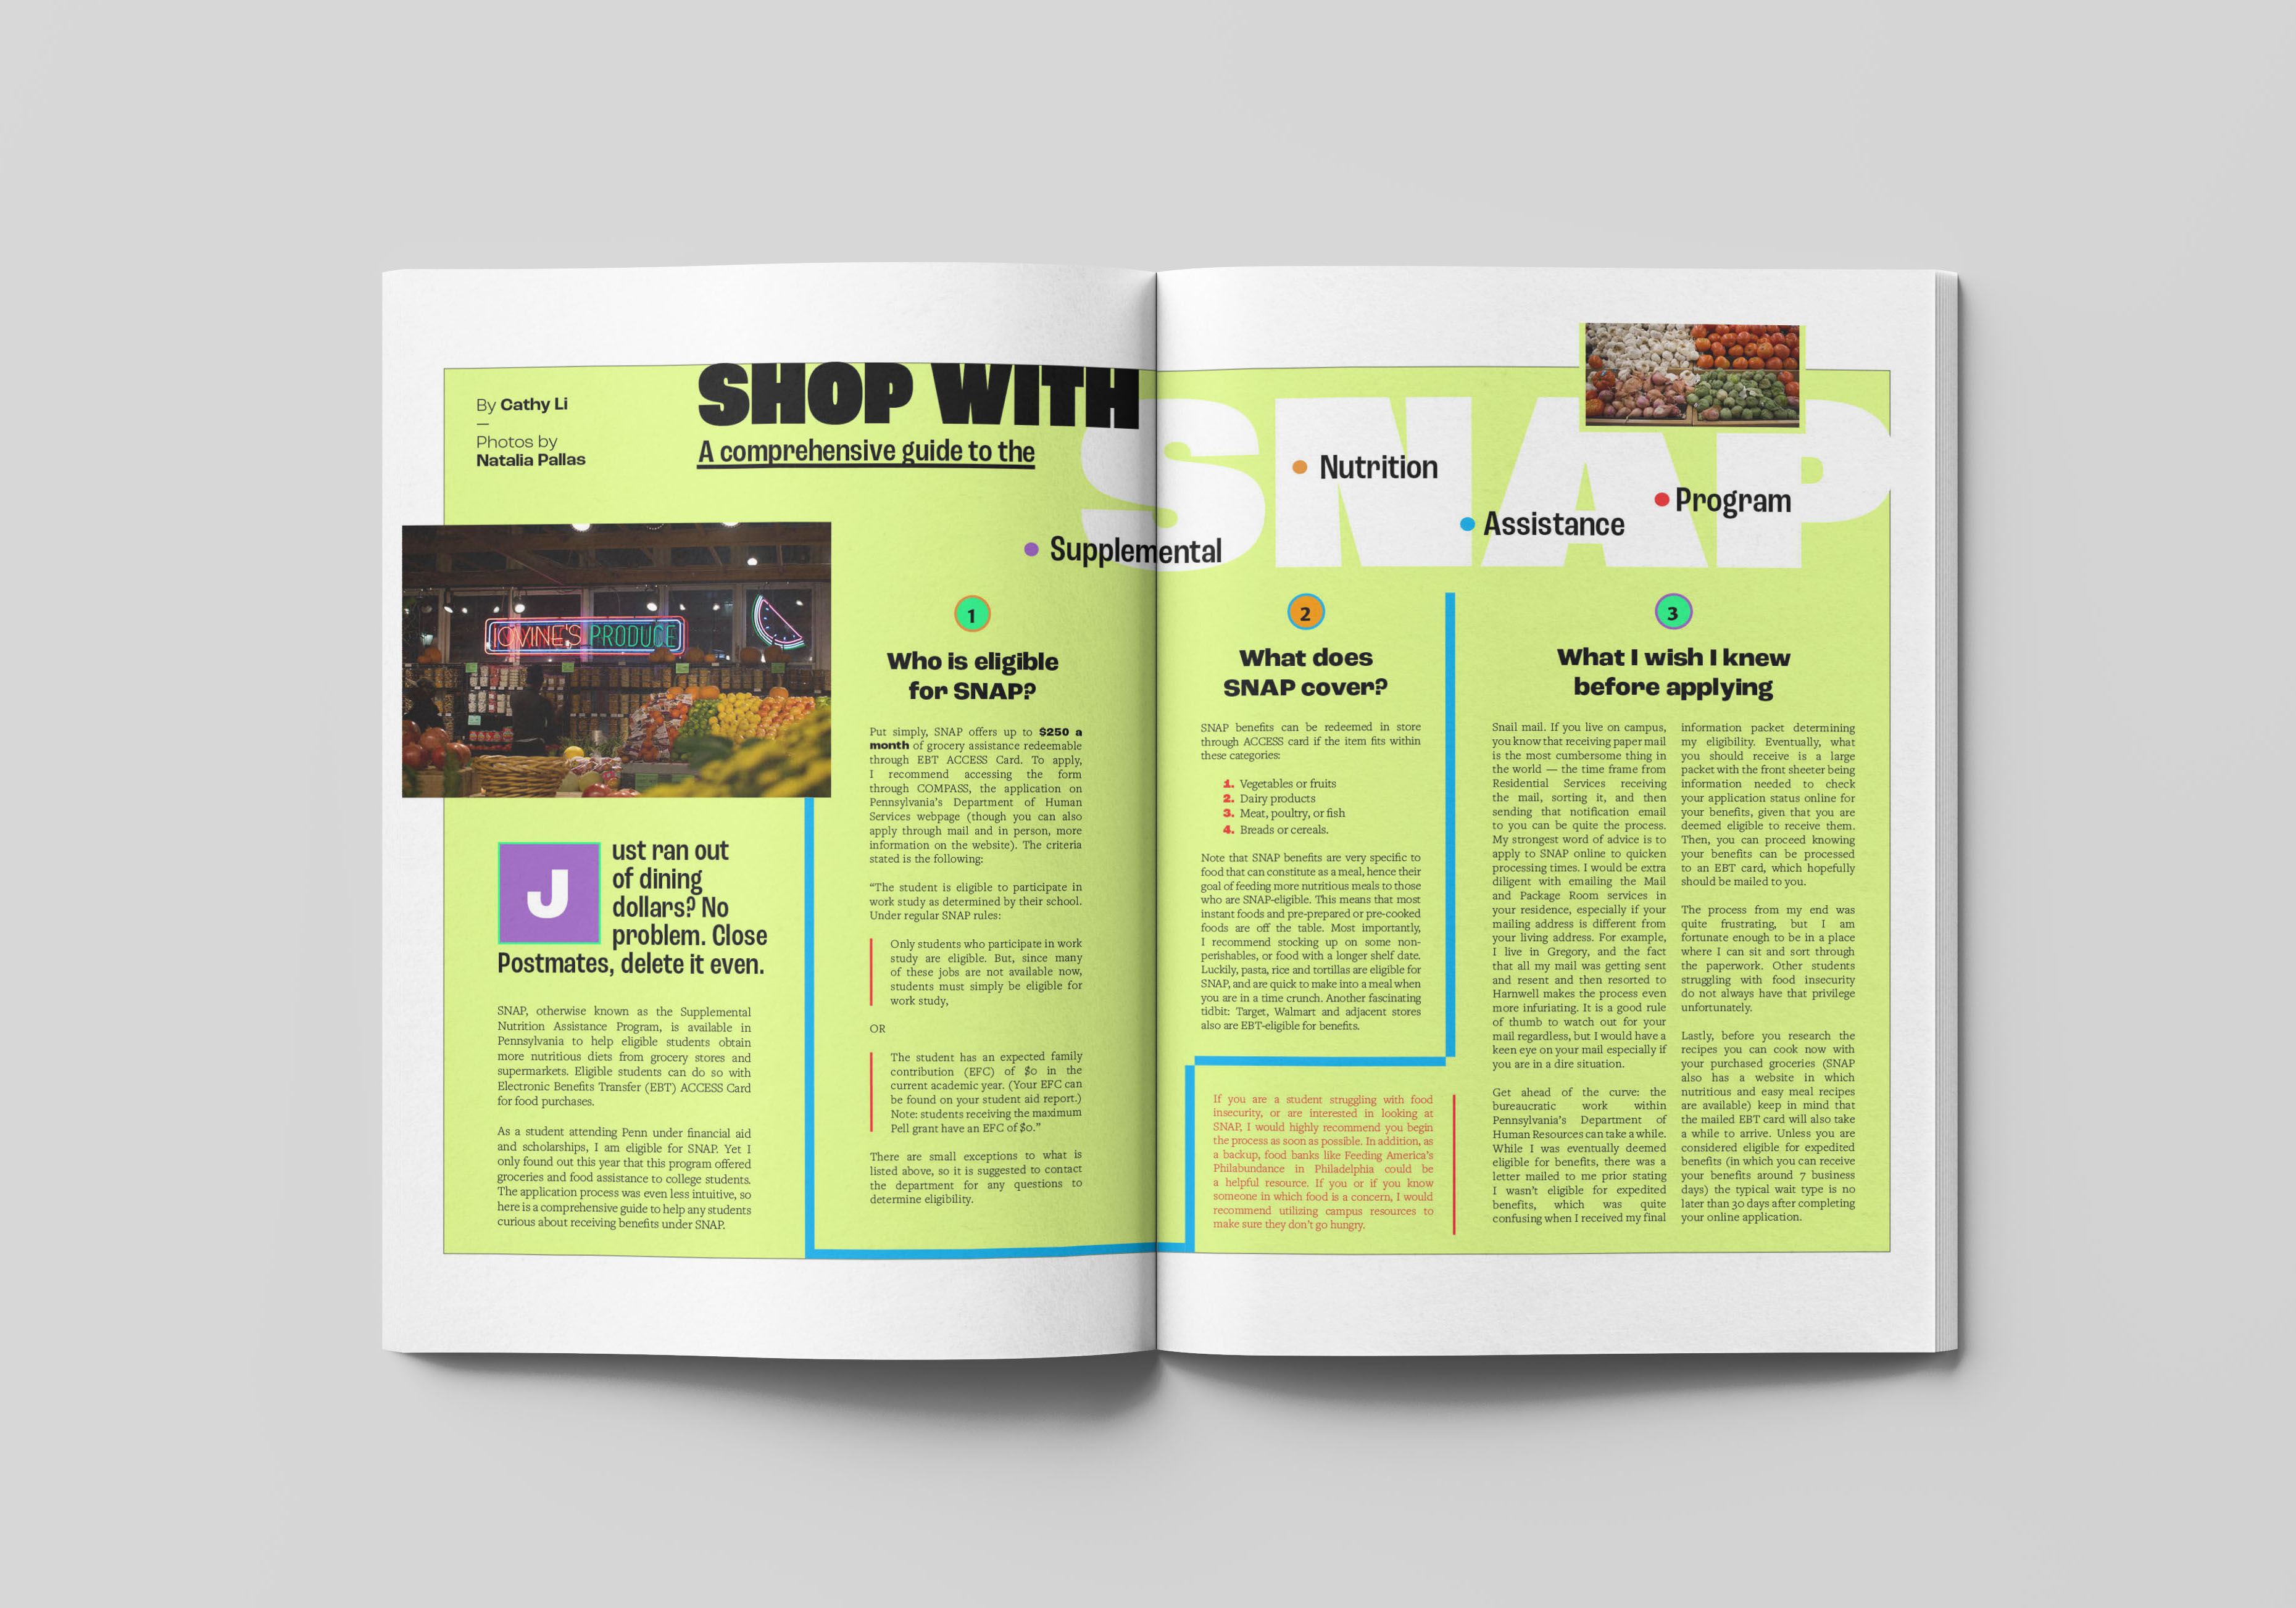 By Cathy Li
—
Photos by
Natalia Pallas
SHOP WITH
SNAP
A comprehensive guide to the
Supplemental
Nutrition
Assistance
Program
IOVINE'S PRODUCE
Just ran out
of dining
dollars? No
problem. Close
Postmates, delete it even.
SNAP, otherwise known as the Supplemental
Nutrition Assistance Program, is available in
Pennsylvania to help eligible students obtain
more nutritious diets from grocery stores and
supermarkets. Eligible students can do so with
Electronic Benefits Transfer (EBT) ACCESS Card
for food purchases.
As a student attending Penn under financial aid
and scholarships, I am eligible for SNAP. Yet I
only found out this year that this program offered
groceries and food assistance to college students.
The application process was even less intuitive, so
here is a comprehensive guide to help any students
curious about receiving benefits under SNAP.
1
Who is eligible
for SNAP?
Put simply, SNAP offers up to $250 a
month of grocery assistance redeemable
through EBT ACCESS Card. To apply,
I recommend accessing the form
through COMPASS, the application on
Pennsylvania's Department of Human
Services webpage (though you can also
apply through mail and in person, more
information on the website). The criteria
stated is the following:
“The student is eligible to participate in
work study as determined by their school.
Under regular SNAP rules:
Only students who participate in work
study are eligible. But, since many
of these jobs are not available now,
students must simply be eligible for
work study,
OR
The student has an expected family
contribution (EFC) of $0 in the
current academic year. (Your EFC can
be found on your student aid report.)
Note: students receiving the maximum
Pell grant have an EFC of $0.”
There are small exceptions to what is
listed above, so it is suggested to contact
the department for any questions to
determine eligibility.
2
What does
SNAP cover?
SNAP benefits can be redeemed in store
through ACCESS card if the item fits within
these categories:
1. Vegetables or fruits
2. Dairy products
3. Meat, poultry, or fish
4. Breads or cereals.
Note that SNAP benefits are very specific to
food that can constitute as a meal, hence their
goal of feeding more nutritious meals to those
who are SNAP-eligible. This means that most
instant foods and pre-prepared or pre-cooked
foods are off the table. Most importantly,
I recommend stocking up on some non-
perishables, or food with a longer shelf date.
Luckily, pasta, rice and tortillas are eligible for
SNAP, and are quick to make into a meal when
you are in a time crunch. Another fascinating
tidbit: Target, Walmart and adjacent stores
also are EBT-eligible for benefits.
If you are a student struggling with food
insecurity, or are interested in looking at
SNAP, I would highly recommend you begin
the process as soon as possible. In addition, as
a backup, food banks like Feeding America's
Philabundance in Philadelphia could be
a helpful resource. If you or if you know
someone in which food is a concern, I would
recommend utilizing campus resources to
make sure they don't go hungry.
3
What I wish I knew
before applying
Snail mail. If you live on campus,
you know that receiving paper mail
is the most cumbersome thing in
the world — the time frame from
Residential Services receiving
the mail, sorting it, and then
sending that notification email
to you can be quite the process.
My strongest word of advice is to
apply to SNAP online to quicken
processing times. I would be extra
diligent with emailing the Mail
and Package Room services in
your residence, especially if your
mailing address is different from
your living address. For example,
I live in Gregory, and the fact
that all my mail was getting sent
and resent and then resorted to
Harnwell makes the process even
more infuriating. It is a good rule
of thumb to watch out for your
mail regardless, but I would have a
keen eye on your mail especially if
you are in a dire situation.
Get ahead of the curve: the
bureaucratic work within
Pennsylvania's Department of
Human Resources can take a while.
While I was eventually deemed
eligible for benefits, there was a
letter mailed to me prior stating
I wasn't eligible for expedited
benefits, which was quite
confusing when I received my final
information packet determining
my eligibility. Eventually, what
you should receive is a large
packet with the front sheeter being
information needed to check
your application status online for
your benefits, given that you are
deemed eligible to receive them.
Then, you can proceed knowing
your benefits can be processed
to an EBT card, which hopefully
should be mailed to you.
The process from my end was
quite frustrating, but I am
fortunate enough to be in a place
where I can sit and sort through
the paperwork. Other students
struggling with food insecurity
do not always have that privilege
unfortunately.
Lastly, before you research the
recipes you can cook now with
your purchased groceries (SNAP
also has a website in which
nutritious and easy meal recipes
are available) keep in mind that
the mailed EBT card will also take
a while to arrive. Unless you are
considered eligible for expedited
benefits (in which you can receive
your benefits around 7 business
days) the typical wait type is no
later than 30 days after completing
your online application.